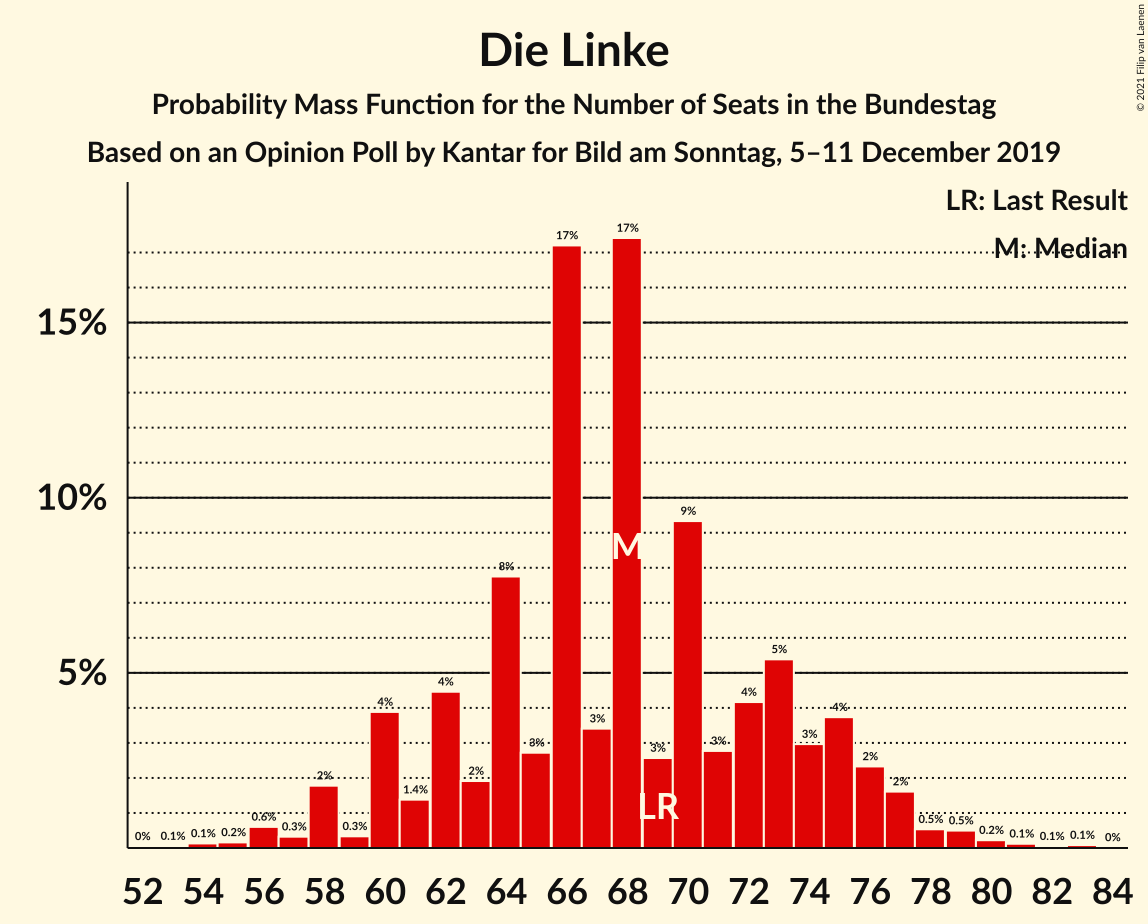 Die Linke
Probability Mass Function for the Number of Seats in the Bundestag
Based on an Opinion Poll by Kantar for Bild am Sonntag, 5–11 December 2019
© 2021 Filip van Laenen
LR: Last Result
M: Median
15%
10%
5%
0% 0.1% 0.1% 0.2% 0.6% 0.3% 2% 0.3% 4% 1.4% 4% 2% 8% 3% 17% 3% 17% 3% 9% 3% 4% 5% 3% 4% 2% 2% 0.5% 0.5% 0.2% 0.1% 0.1% 0.1% 0%
M
LR
52 54 56 58 60 62 64 66 68 70 72 74 76 78 80 82 84